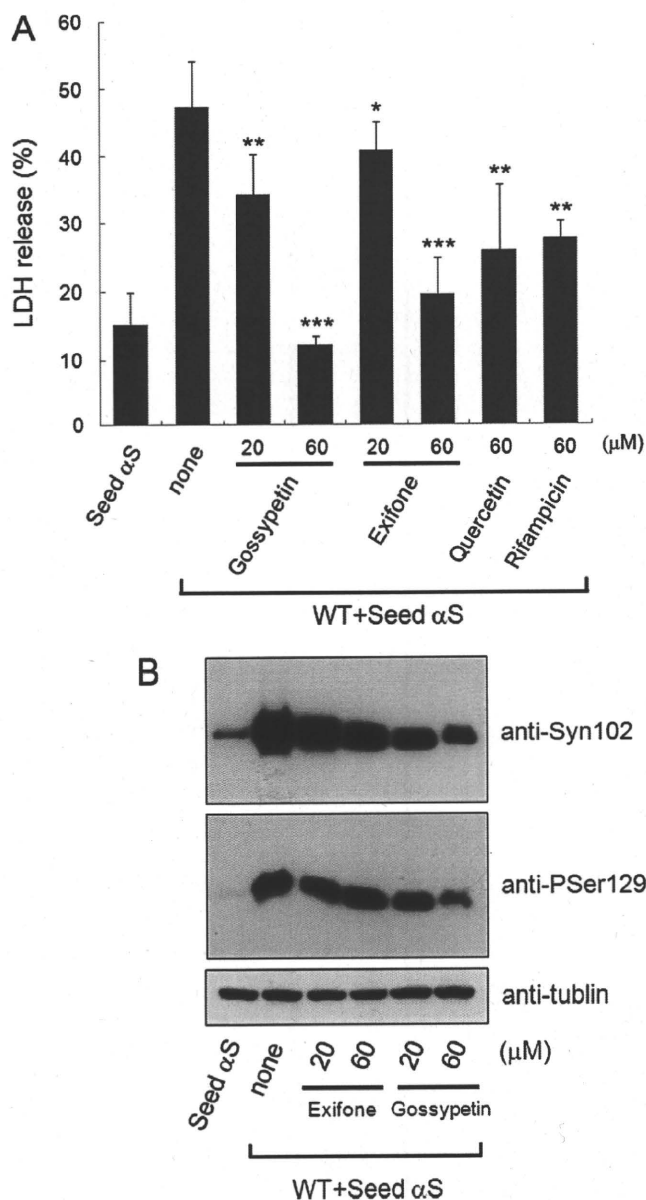 A
LDH release (%)
60
50
40
30
20
10
0
** *** * *** ** **
20 60 20 60 60 60 (μM)
Seed αS
none
Gossypetin
Exifone
Quercetin
Rifampicin
WT+Seed αS
B
anti-Syn102
anti-PSer129
anti-tublin
Seed αS none 20 60 20 60 (μM)
Exifone Gossypetin
WT+Seed αS